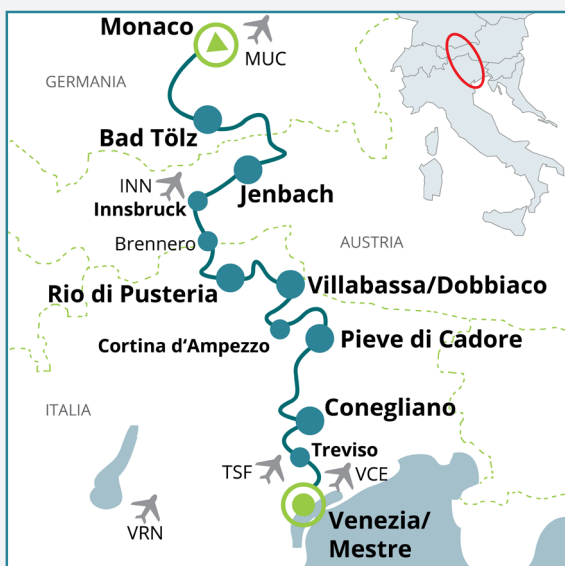 Monaco
MUC
GERMANIA
Bad Tölz
INN
Jenbach
Innsbruck
Brennero
AUSTRIA
Rio di Pusteria
Villabassa/Dobbiaco
Cortina d‘Ampezzo
Pieve di Cadore
ITALIA
Conegliano
Treviso
TSF
VCE
VRN
Venezia/
Mestre